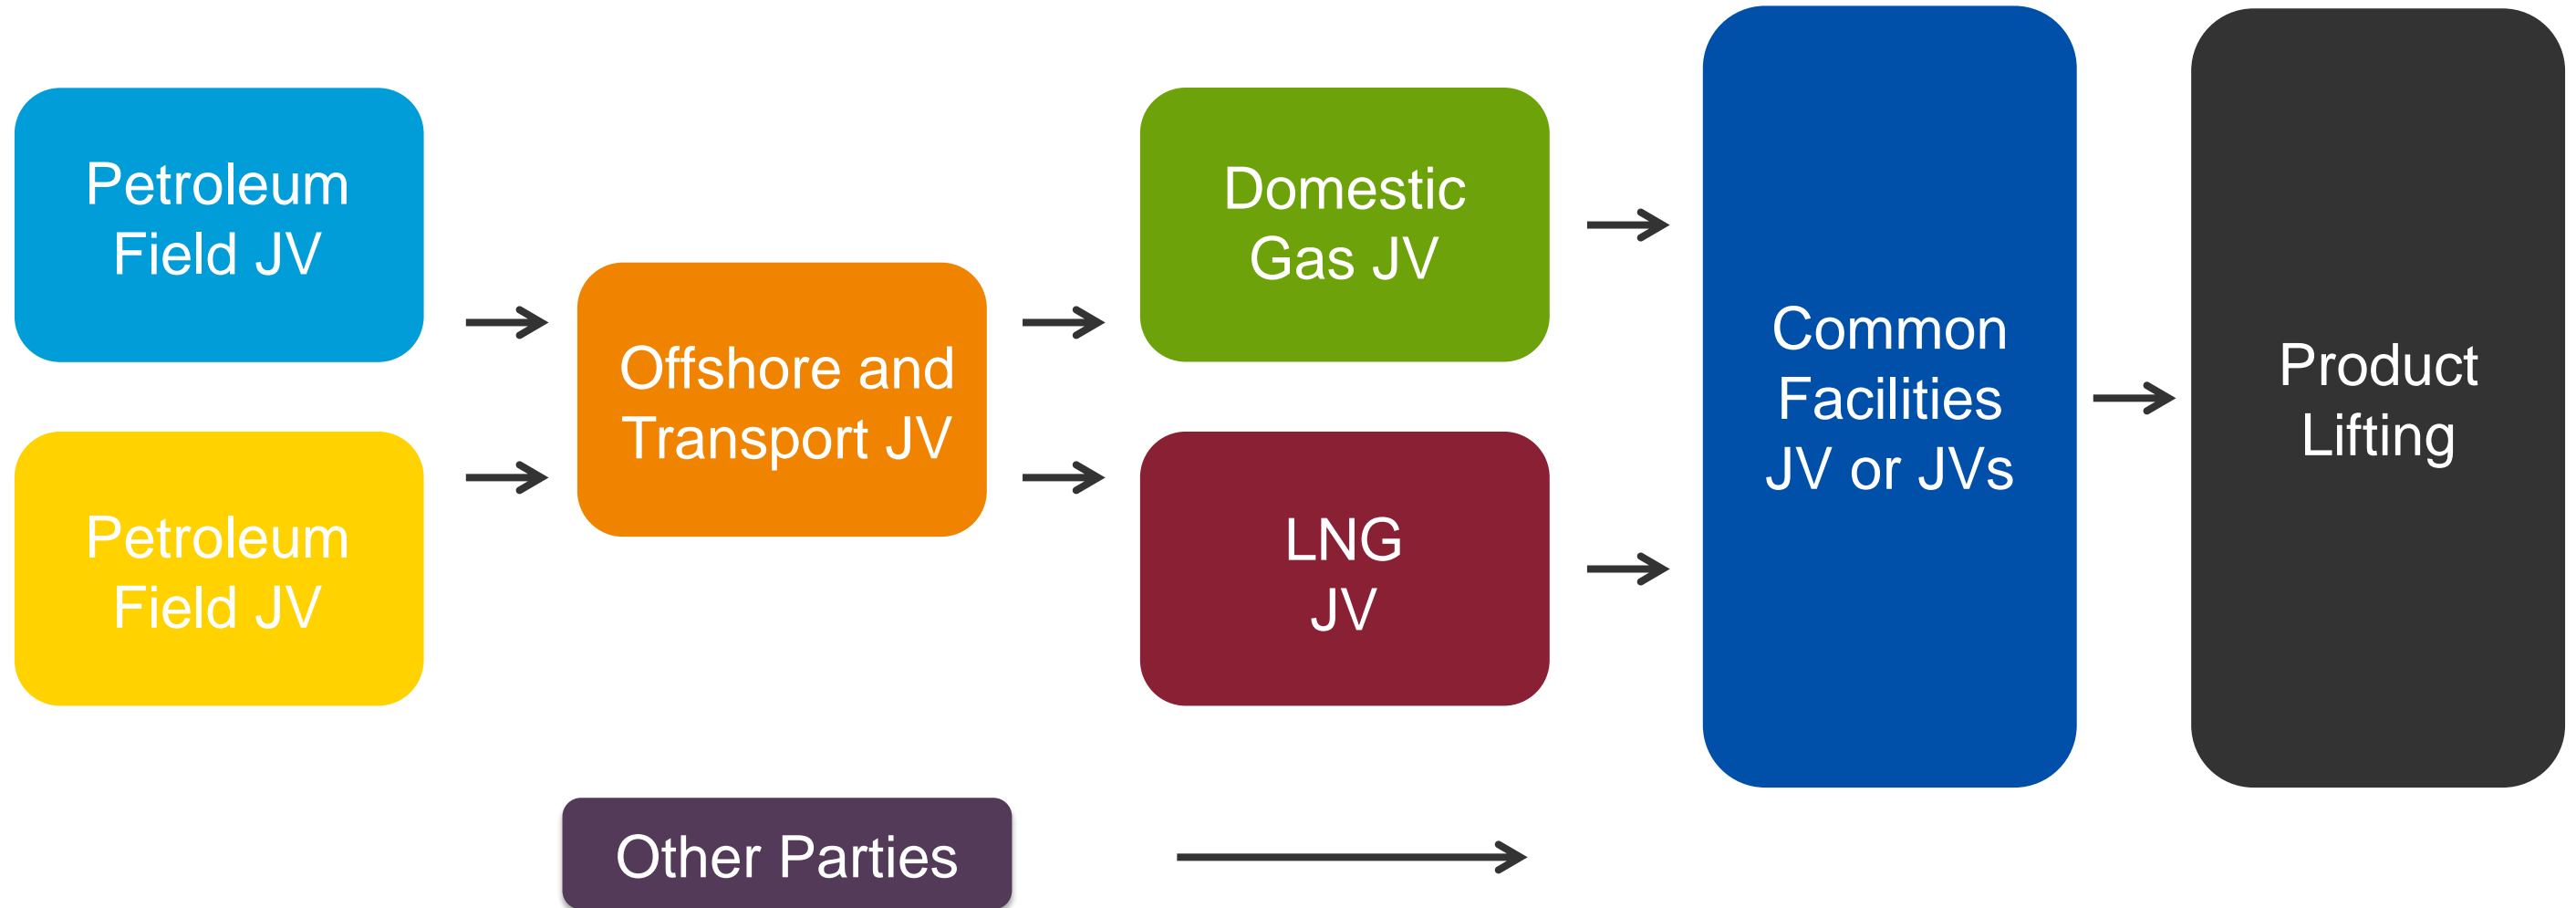 Petroleum
Field JV
Petroleum
Field JV
Offshore and
Transport JV
Domestic
Gas JV
LNG
JV
Common
Facilities
JV or JVs
Product
Lifting
Other Parties